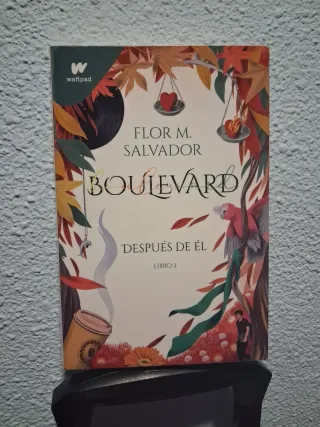 wattpad
FLOR M.
SALVADOR
BOULEVARD
DESPUÉS DE ÉL
LIBRO 2